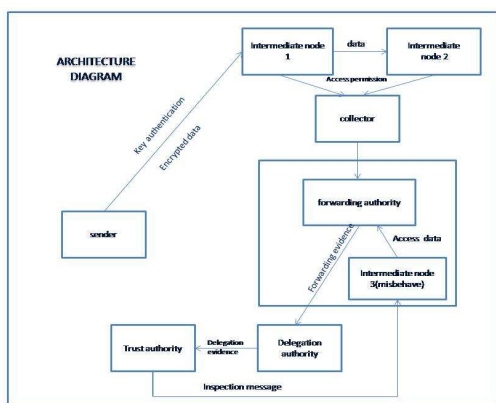 ARCHITECTURE
DIAGRAM
Intermediate node
1
data
Intermediate
node 2
Access permission
collector
Key authentication
Encrypted data
sender
forwarding authority
Access data
Forwarding evidence
Intermediate node
3(misbehave)
Trust authority
Delegation
evidence
Delegation
authority
Inspection message